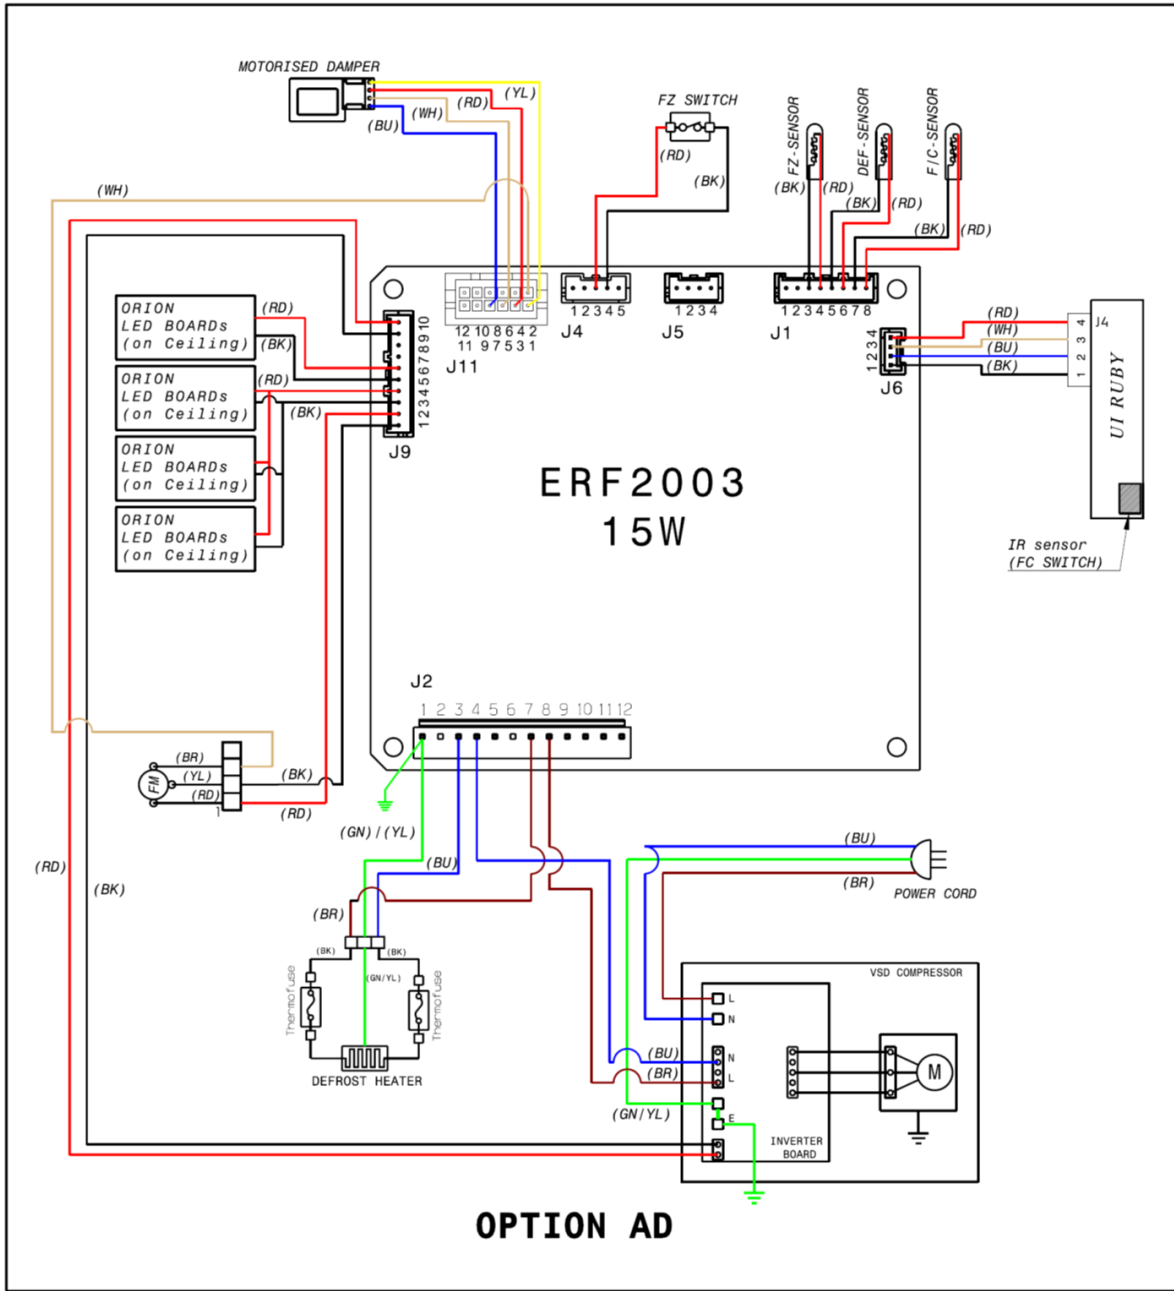 MOTORISED DAMPER
(YL)
(RD)
(WH)
(BU)
FZ SWITCH
(RD)
(BK)
FZ-SENSOR
DEF-SENSOR
F/C-SENSOR
(BK)
(RD)
(BK)
(RD)
(BK)
(RD)
(WH)
ORION
LED BOARDs
(on Ceiling)
(RD)
(BK)
ORION
LED BOARDs
(on Ceiling)
(RD)
(BK)
ORION
LED BOARDs
(on Ceiling)
ORION
LED BOARDs
(on Ceiling)
1 2 3 4 5 6 7 8 9 10
J9
12 10 8 6 4 2
11 9 7 5 3 1
J11
1 2 3 4 5
J4
1 2 3 4
J5
1 2 3 4 5 6 7 8
J1
1 2 3 4
J6
(RD)
(WH)
(BU)
(BK)
4
3
2
1
J4
UI RUBY
IR sensor
(FC SWITCH)
ERF2003
15W
J2
1 2 3 4 5 6 7 8 9 10 11 12
FM
(BR)
(YL)
(RD)
1
(BK)
(RD)
(GN)/(YL)
(BU)
(RD)
(BK)
(BR)
(BK)
(BK)
(GN/YL)
Thermofuse
Thermofuse
DEFROST HEATER
(BU)
(BR)
POWER CORD
VSD COMPRESSOR
L
N
(BU)
N
(BR)
L
(GN/YL)
E
INVERTER
BOARD
M
OPTION AD